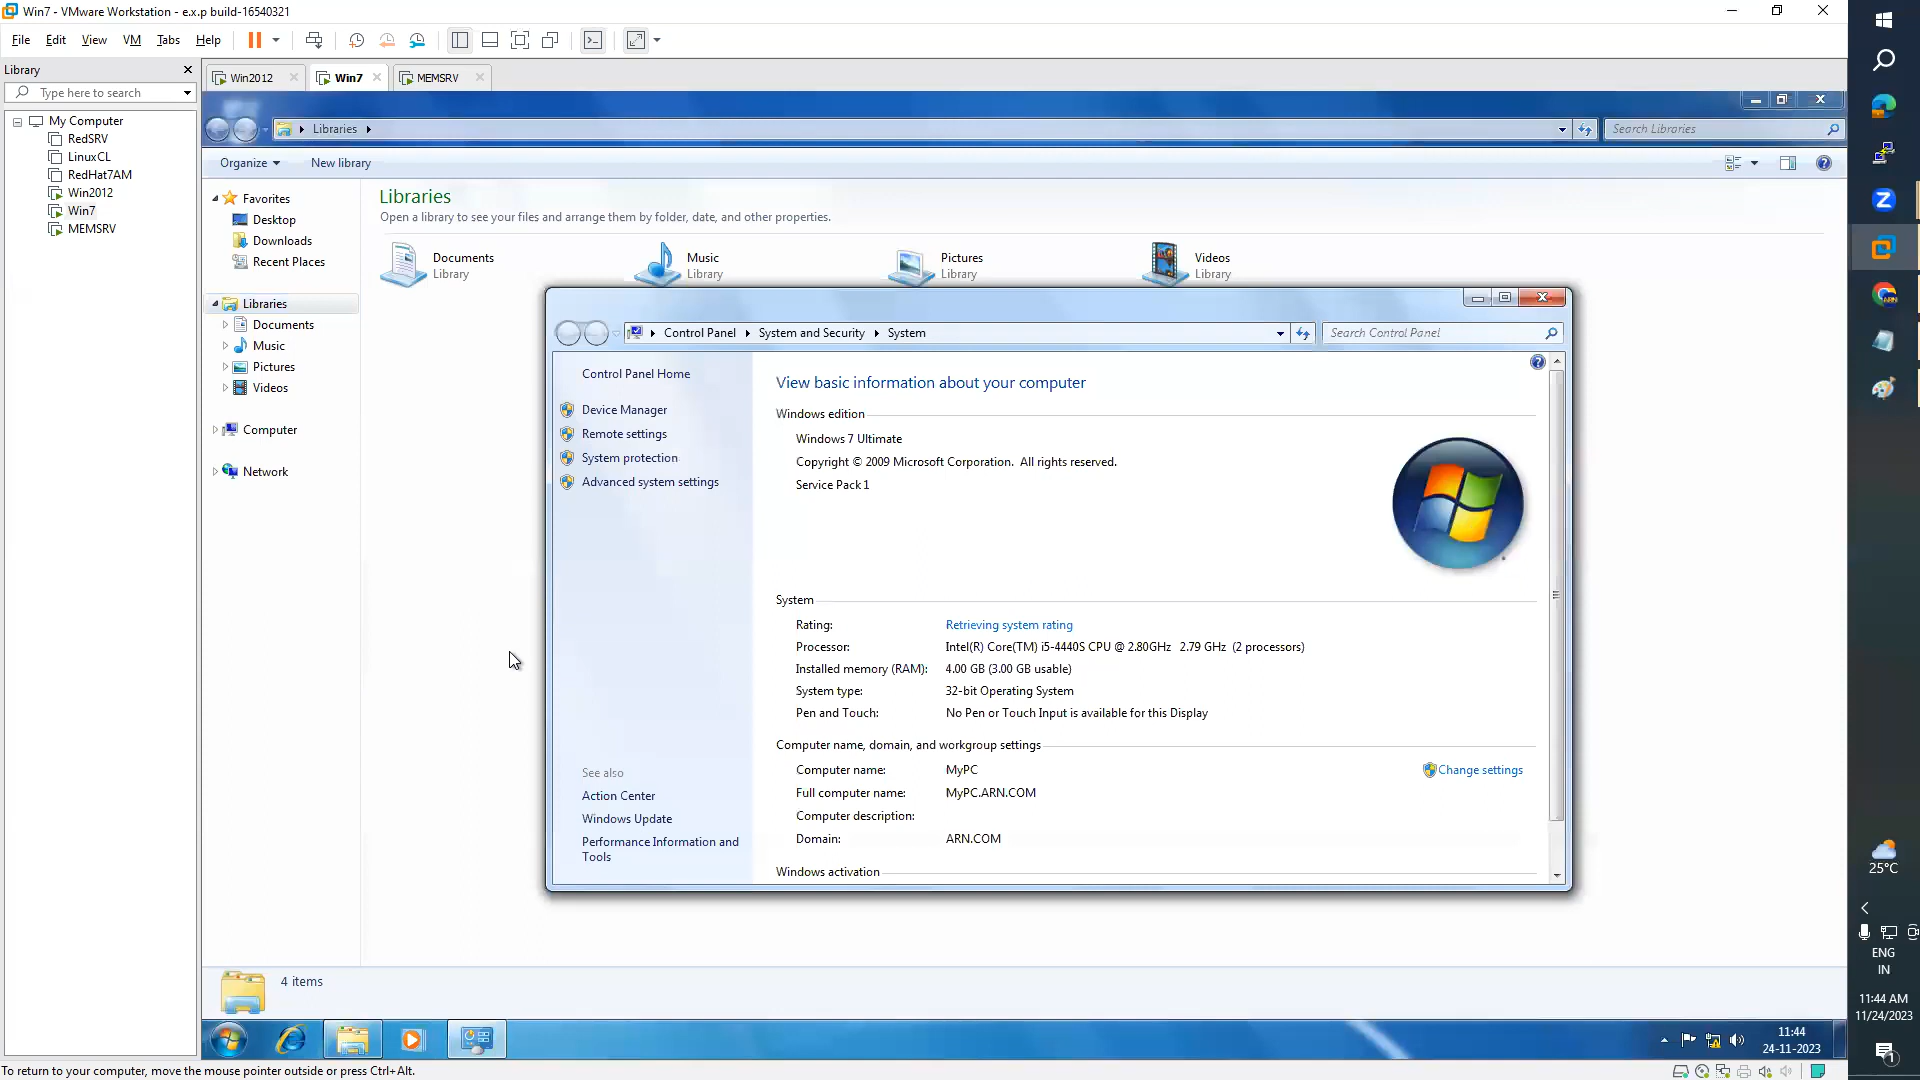 Win7 - VMware Workstation - e.x.p build-16540321
File Edit View VM Tabs Help
Library
Type here to search
My Computer
RedSRV
LinuxCL
RedHat7AM
Win2012
Win7
MEMSRV
Win2012 Win7 MEMSRV
Libraries
Search Libraries
Organize New library
Favorites
Desktop
Downloads
Recent Places
Libraries
Documents
Music
Pictures
Videos
Computer
Network
Libraries
Open a library to see your files and arrange them by folder, date, and other properties.
Documents
Library
Music
Library
Pictures
Library
Videos
Library
Control Panel System and Security System
Search Control Panel
Control Panel Home
Device Manager
Remote settings
System protection
Advanced system settings
See also
Action Center
Windows Update
Performance Information and
Tools
View basic information about your computer
Windows edition
Windows 7 Ultimate
Copyright © 2009 Microsoft Corporation. All rights reserved.
Service Pack 1
System
Rating: Retrieving system rating
Processor: Intel(R) Core(TM) i5-4440S CPU @ 2.80GHz 2.79 GHz (2 processors)
Installed memory (RAM): 4.00 GB (3.00 GB usable)
System type: 32-bit Operating System
Pen and Touch: No Pen or Touch Input is available for this Display
Computer name, domain, and workgroup settings
Computer name: MyPC
Change settings
Full computer name: MyPC.ARN.COM
Computer description:
Domain: ARN.COM
Windows activation
4 items
11:44
24-11-2023
To return to your computer, move the mouse pointer outside or press Ctrl+Alt.
25°C
ENG
IN
11:44 AM
11/24/2023
1